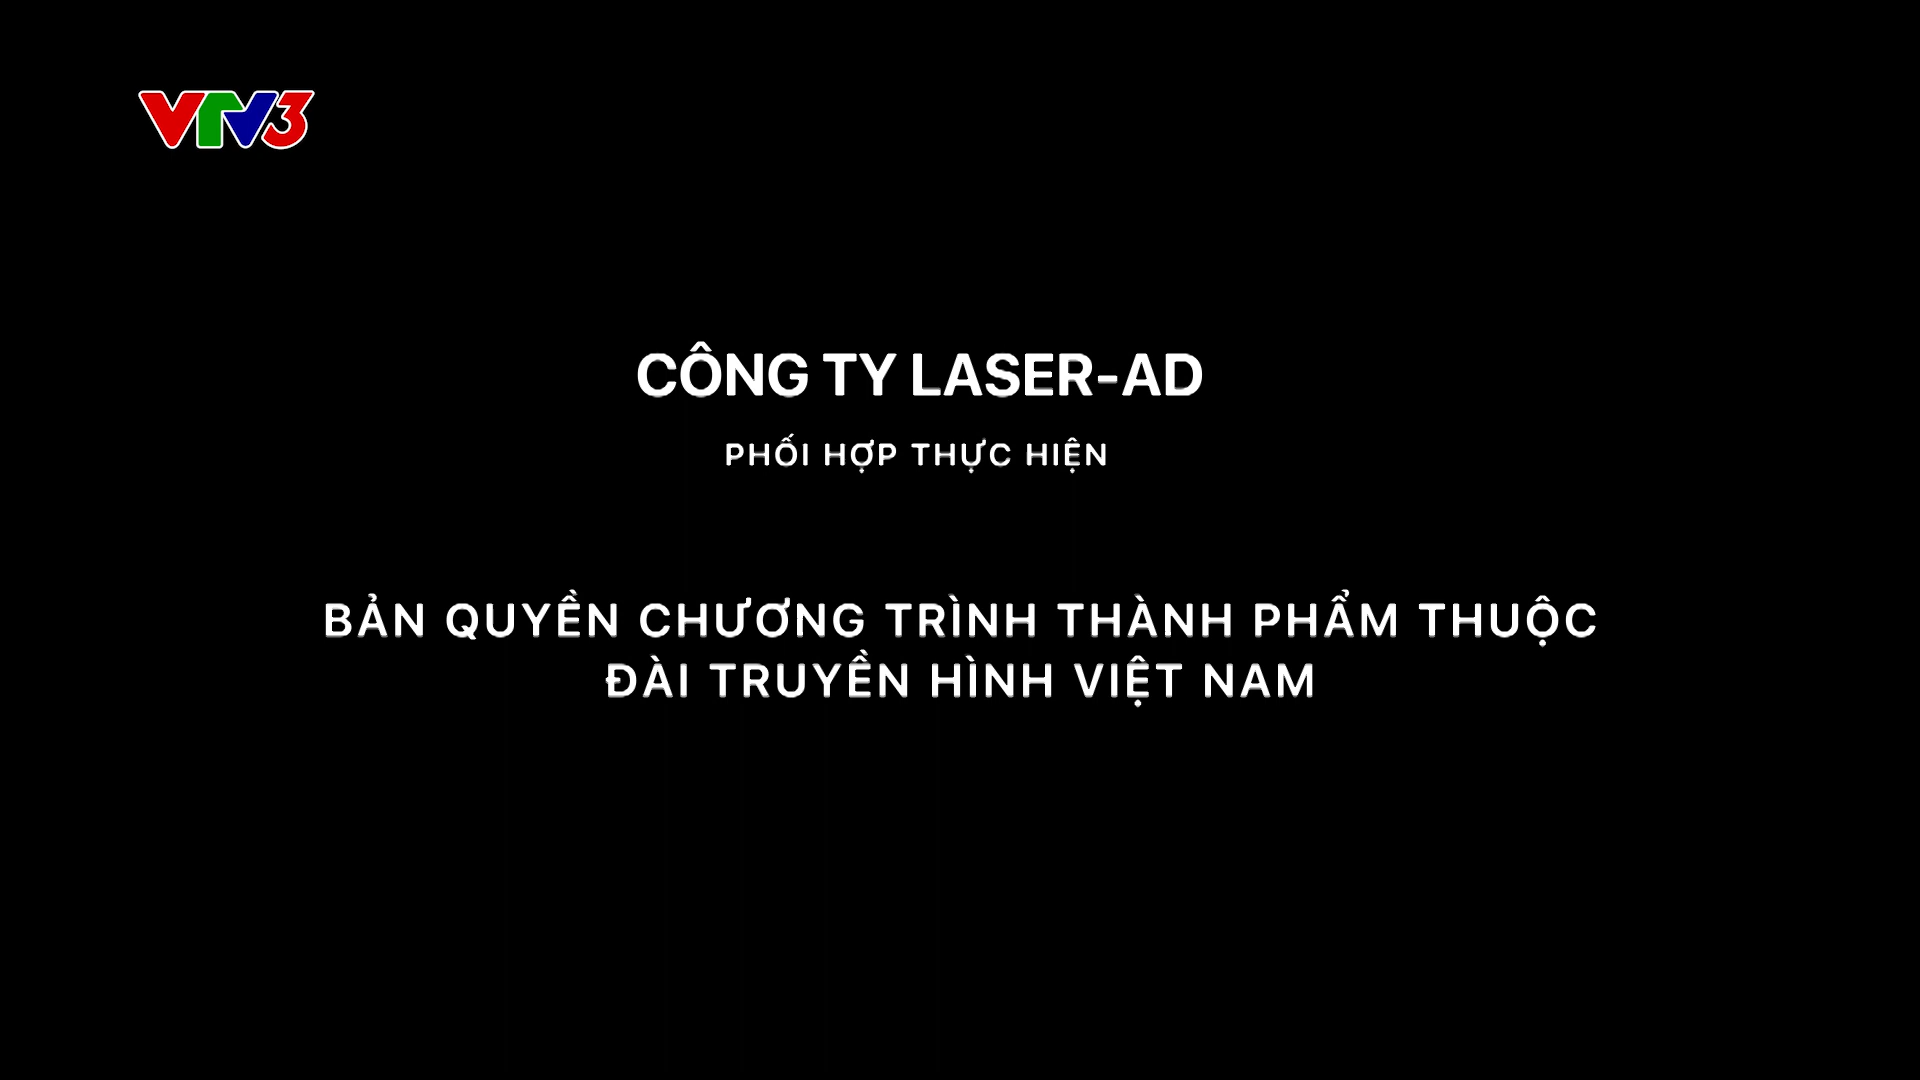 VTV3
CÔNG TY LASER-AD
PHỐI HỢP THỰC HIỆN
BẢN QUYỀN CHƯƠNG TRÌNH THÀNH PHẨM THUỘC
ĐÀI TRUYỀN HÌNH VIỆT NAM